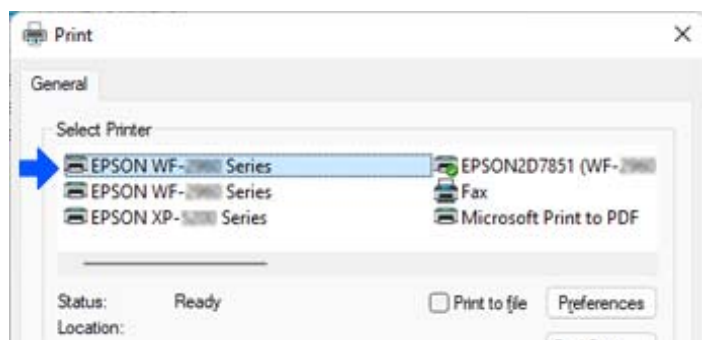 Print
General
Select Printer
EPSON WF- Series
EPSON WF- Series
EPSON XP- Series
EPSON2D7851 (WF-
Fax
Microsoft Print to PDF
Status: Ready
Print to file
Preferences
Location: